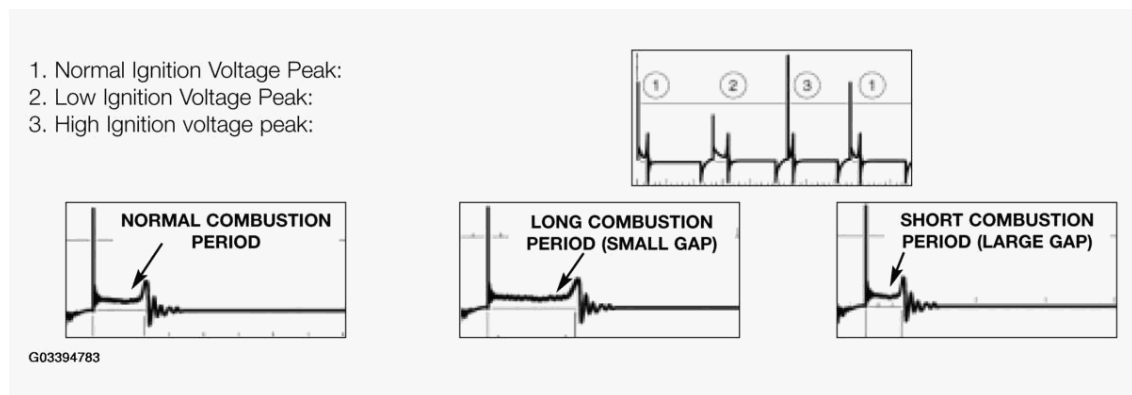 1. Normal Ignition Voltage Peak:
2. Low Ignition Voltage Peak:
3. High Ignition voltage peak:
1 2 3 1
NORMAL COMBUSTION
PERIOD
LONG COMBUSTION
PERIOD (SMALL GAP)
SHORT COMBUSTION
PERIOD (LARGE GAP)
G03394783